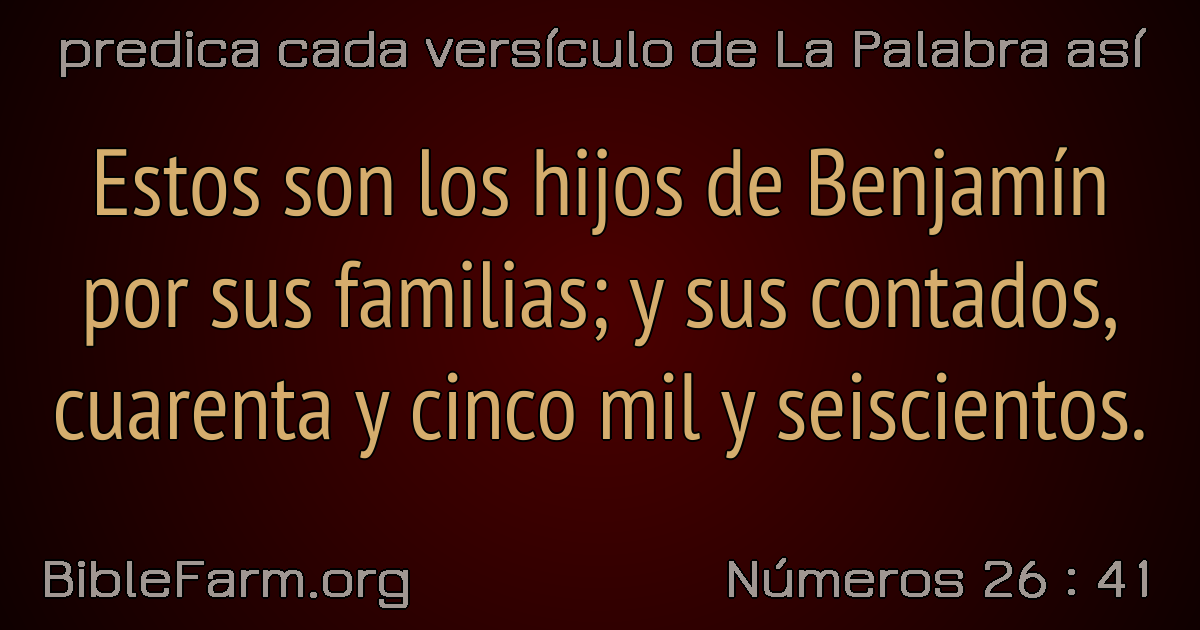 predica cada versículo de La Palabra así
Estos son los hijos de Benjamín
por sus familias; y sus contados,
cuarenta y cinco mil y seiscientos.
BibleFarm.org
Números 26 : 41